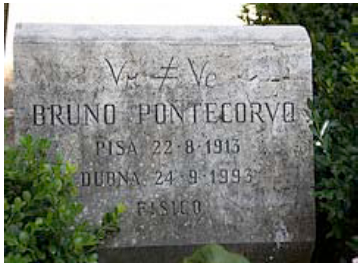 νμ ≠ νe
BRUNO PONTECORVO
PISA 22·8·1913
DUBNA 24·9·1993
FISICO